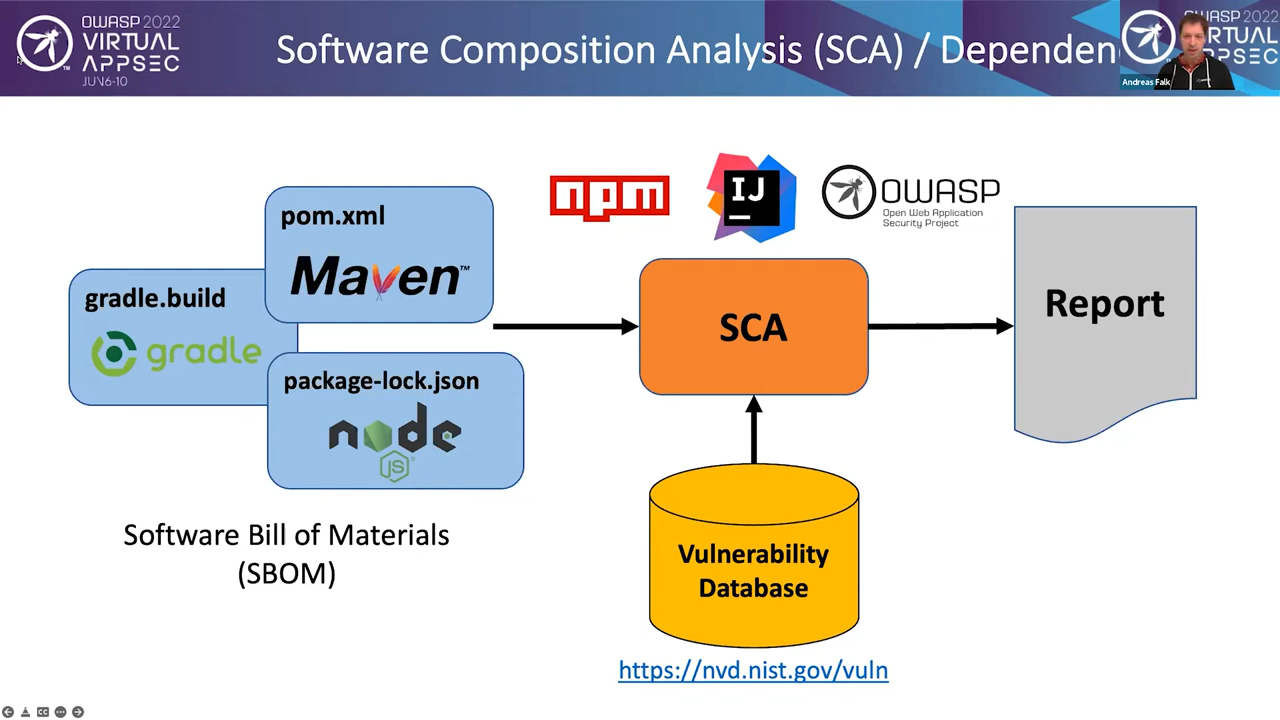 OWASP 2022
VIRTUAL
APPSEC
JUN 6-10
Software Composition Analysis (SCA) / Dependen
OWASP 2022
VIRTUAL
APPSEC
Andreas Falk
pom.xml
Maven™
gradle.build
gradle
package-lock.json
node
JS
Software Bill of Materials
(SBOM)
npm
IJ
OWASP
Open Web Application
Security Project
SCA
Report
Vulnerability
Database
https://nvd.nist.gov/vuln
CC